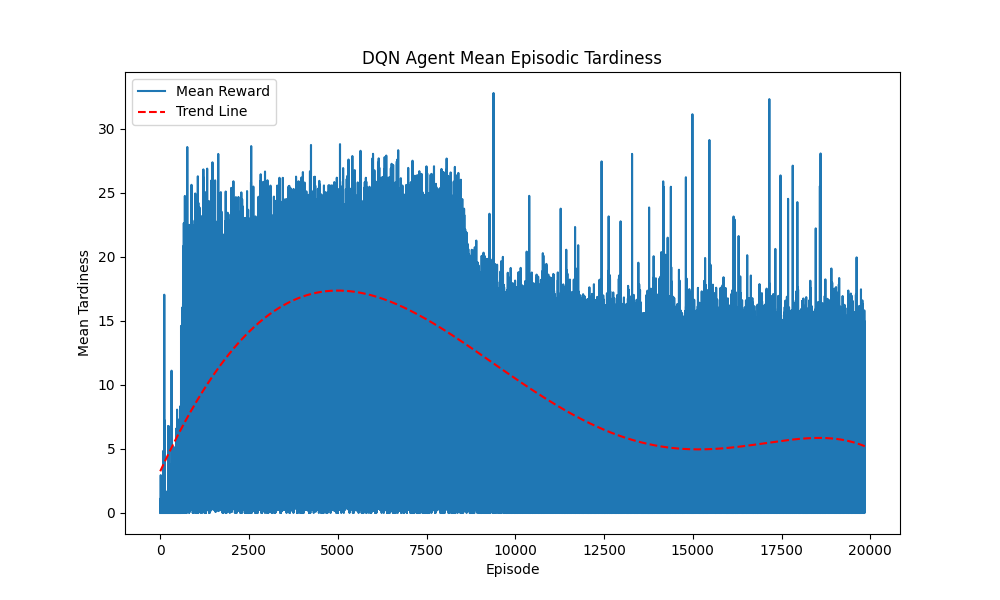 DQN Agent Mean Episodic Tardiness
Mean Reward
Trend Line
Mean Tardiness
30
25
20
15
10
5
0
0 2500 5000 7500 10000 12500 15000 17500 20000
Episode